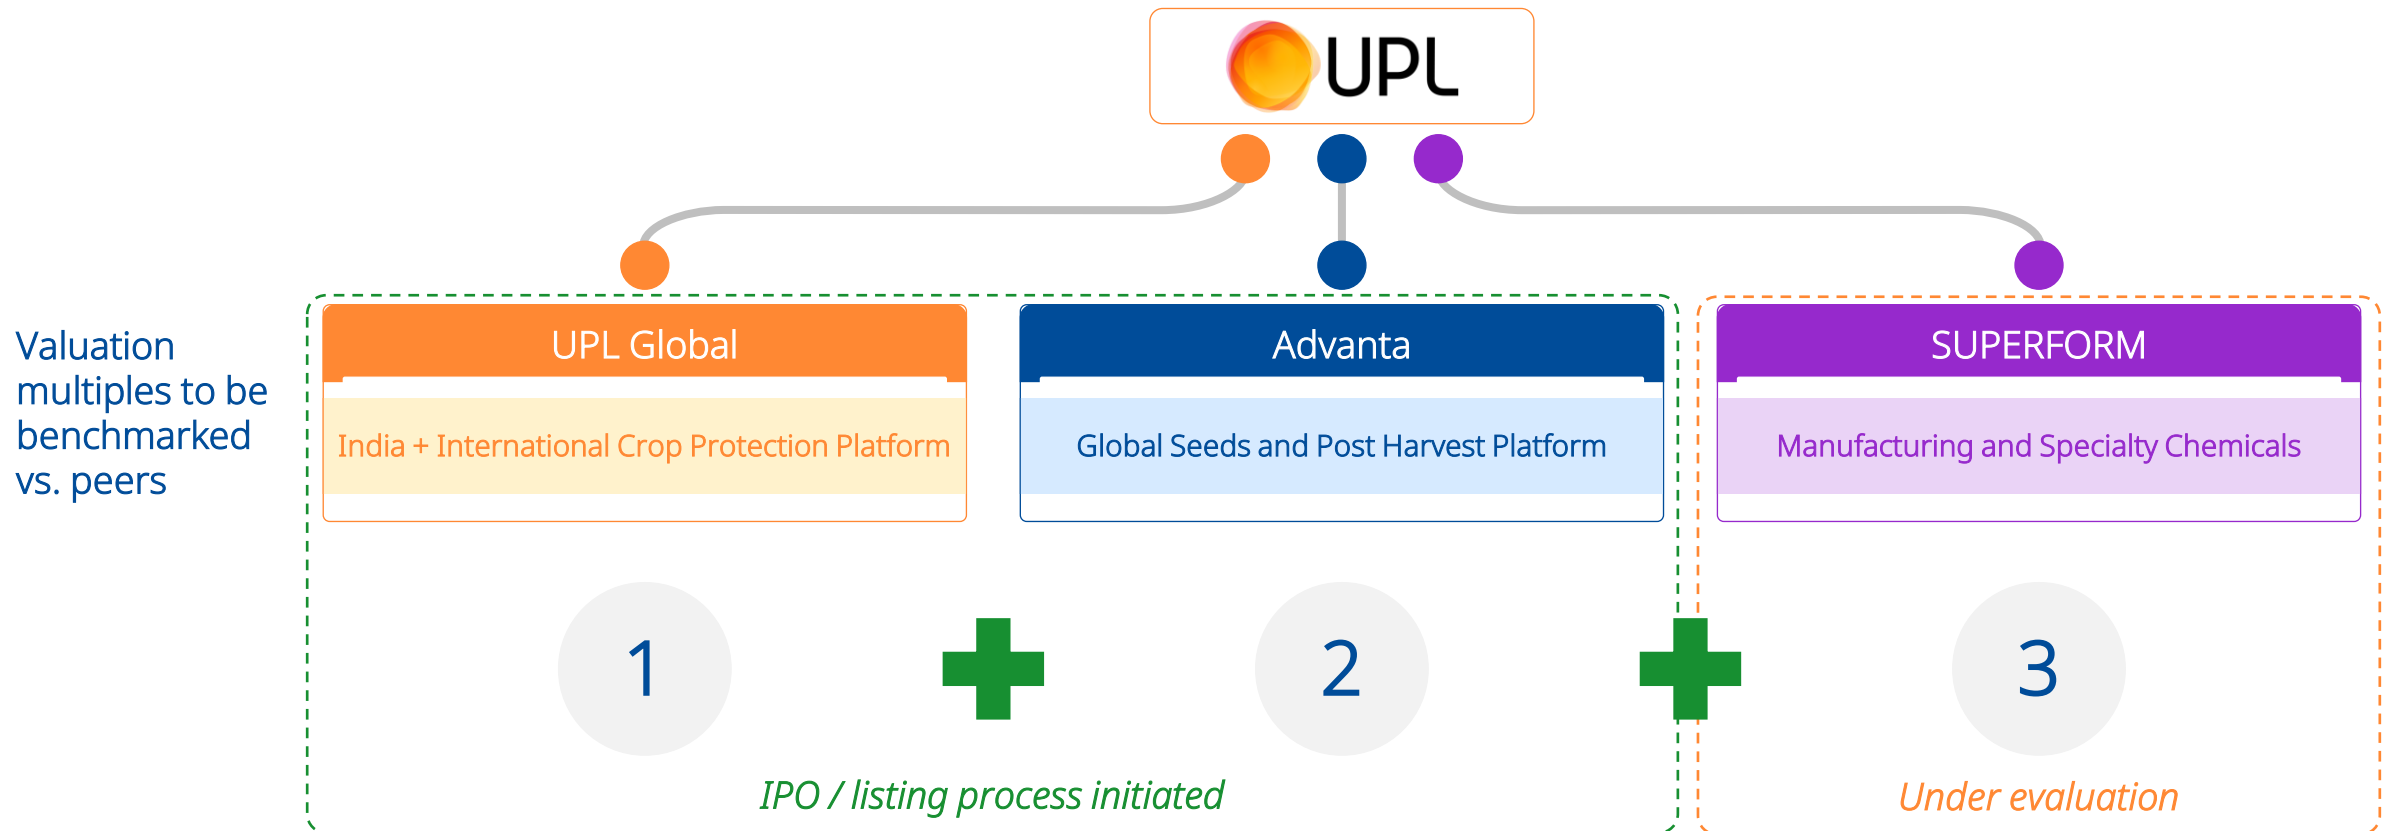 UPL
Valuation
multiples to be
benchmarked
vs. peers
UPL Global
India + International Crop Protection Platform
Advanta
Global Seeds and Post Harvest Platform
SUPERFORM
Manufacturing and Specialty Chemicals
1
2
3
IPO / listing process initiated
Under evaluation